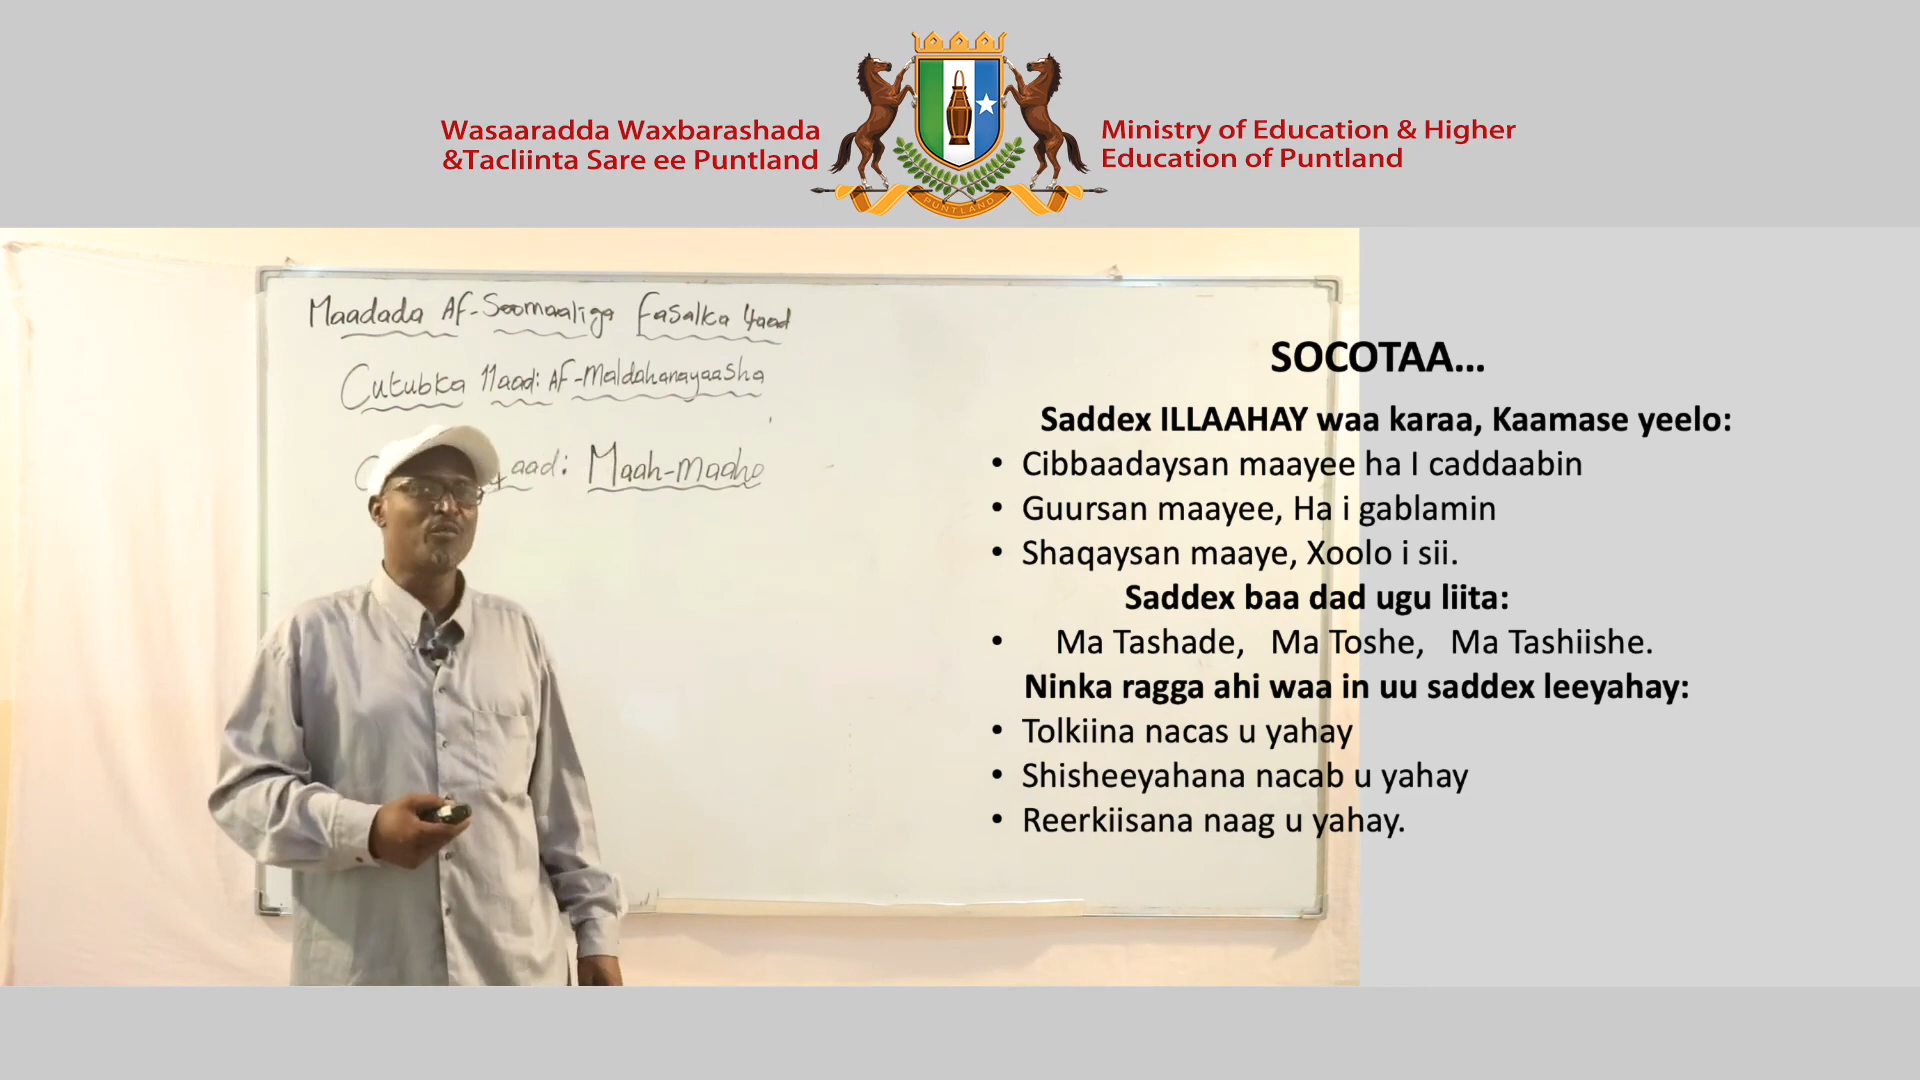 Wasaaradda Waxbarashada
&Tacliinta Sare ee Puntland
PUNTLAND
Ministry of Education & Higher
Education of Puntland
Maadada Af-Soomaaliga Fasalka 4aad
Cutubka 11aad: Af-Maldahanayaasha
aad: Maah-maaho
SOCOTAA...
Saddex ILLAAHAY waa karaa, Kaamase yeelo:
• Cibbaadaysan maayee ha I caddaabin
• Guursan maayee, Ha i gablamin
• Shaqaysan maaye, Xoolo i sii.
Saddex baa dad ugu liita:
• Ma Tashade, Ma Toshe, Ma Tashiishe.
Ninka ragga ahi waa in uu saddex leeyahay:
• Tolkiina nacas u yahay
• Shisheeyahana nacab u yahay
• Reerkiisana naag u yahay.